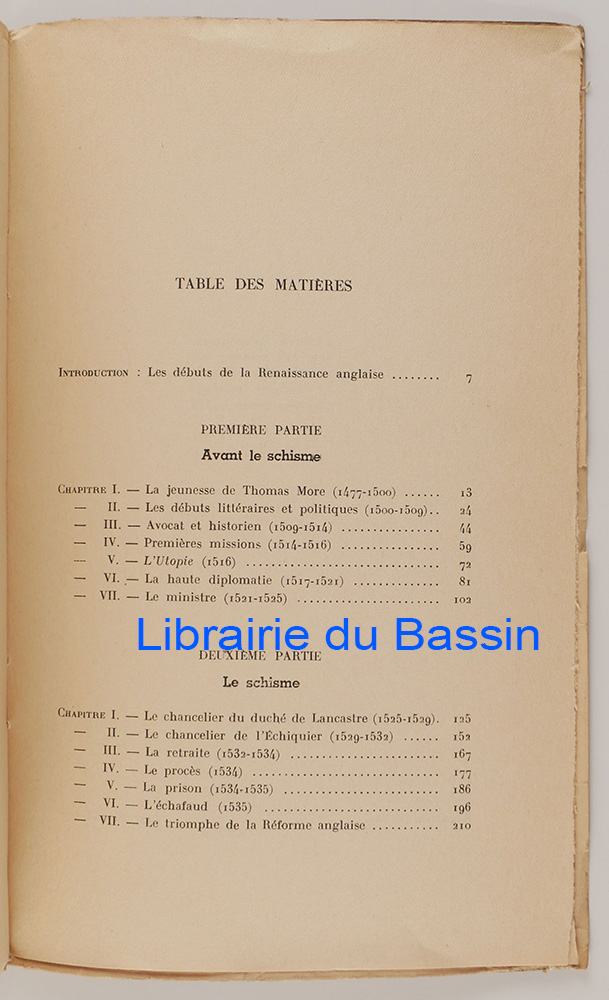 TABLE DES MATIÈRES
INTRODUCTION : Les débuts de la Renaissance anglaise ........ 7
PREMIÈRE PARTIE
Avant le schisme
CHAPITRE I. — La jeunesse de Thomas More (1477-1500) ...... 13
— II. — Les débuts littéraires et politiques (1500-1509).. 24
— III. — Avocat et historien (1509-1514) ................ 44
— IV. — Premières missions (1514-1516) ................ 59
— V. — L'Utopie (1516) ............................... 72
— VI. — La haute diplomatie (1517-1521) .............. 81
— VII. — Le ministre (1521-1525) ....................... 102
Librairie du Bassin
DEUXIÈME PARTIE
Le schisme
CHAPITRE I. — Le chancelier du duché de Lancastre (1525-1529). 125
— II. — Le chancelier de l'Échiquier (1529-1532) ...... 152
— III. — La retraite (1532-1534) ........................ 167
— IV. — Le procès (1534) .............................. 177
— V. — La prison (1534-1535) ......................... 186
— VI. — L'échafaud (1535) ............................ 196
— VII. — Le triomphe de la Réforme anglaise ........... 210